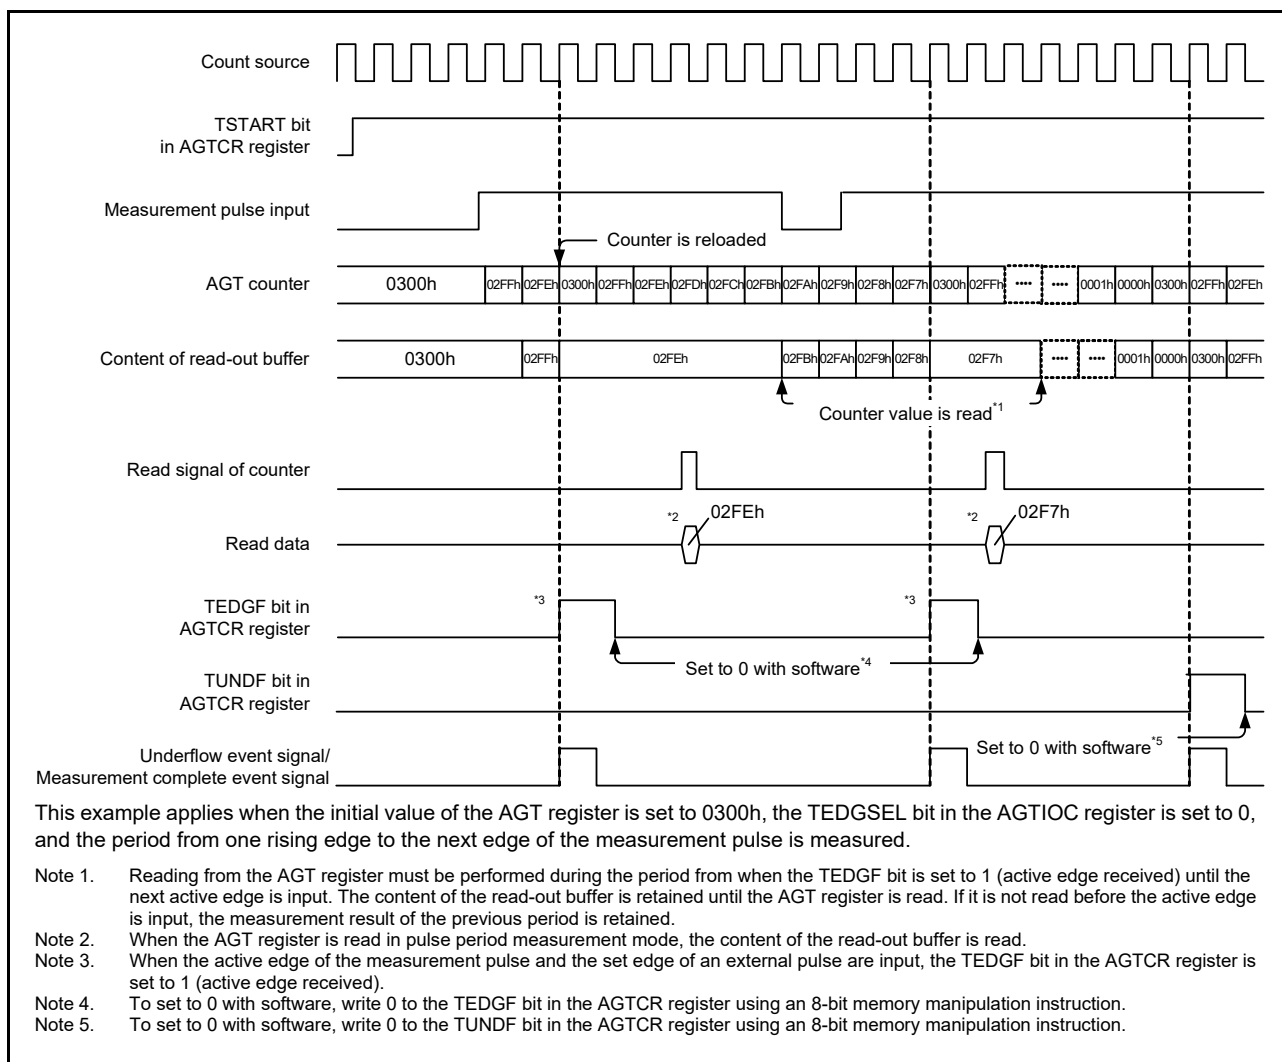 Count source
TSTART bit
in AGTCR register
Measurement pulse input
Counter is reloaded
AGT counter
0300h 02FFh 02FEh 0300h 02FFh 02FEh 02FDh 02FCh 02FBh 02FAh 02F9h 02F8h 02F7h 0300h 02FFh •••• •••• 0001h 0000h 0300h 02FFh 02FEh
Content of read-out buffer
0300h 02FFh 02FEh 02FBh 02FAh 02F9h 02F8h 02F7h •••• •••• 0001h 0000h 0300h 02FFh
Counter value is read*1
Read signal of counter
*2 02FEh *2 02F7h
Read data
*3 *3
TEDGF bit in
AGTCR register
Set to 0 with software*4
TUNDF bit in
AGTCR register
Set to 0 with software*5
Underflow event signal/
Measurement complete event signal
This example applies when the initial value of the AGT register is set to 0300h, the TEDGSEL bit in the AGTIOC register is set to 0,
and the period from one rising edge to the next edge of the measurement pulse is measured.
Note 1. Reading from the AGT register must be performed during the period from when the TEDGF bit is set to 1 (active edge received) until the
next active edge is input. The content of the read-out buffer is retained until the AGT register is read. If it is not read before the active edge
is input, the measurement result of the previous period is retained.
Note 2. When the AGT register is read in pulse period measurement mode, the content of the read-out buffer is read.
Note 3. When the active edge of the measurement pulse and the set edge of an external pulse are input, the TEDGF bit in the AGTCR register is
set to 1 (active edge received).
Note 4. To set to 0 with software, write 0 to the TEDGF bit in the AGTCR register using an 8-bit memory manipulation instruction.
Note 5. To set to 0 with software, write 0 to the TUNDF bit in the AGTCR register using an 8-bit memory manipulation instruction.